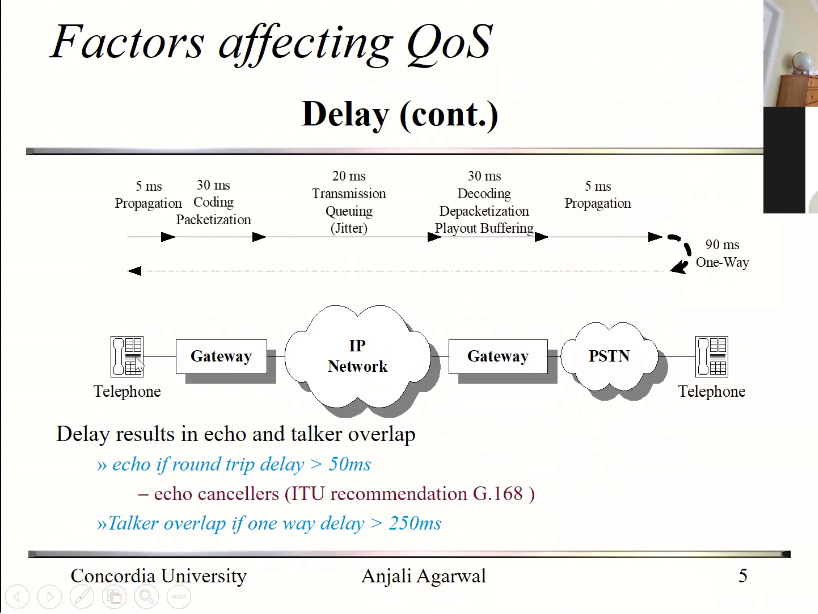 Factors affecting QoS
Delay (cont.)
5 ms
Propagation
30 ms
Coding
Packetization
20 ms
Transmission
Queuing
(Jitter)
30 ms
Decoding
Depacketization
Playout Buffering
5 ms
Propagation
90 ms
One-Way
Telephone
Gateway
IP
Network
Gateway
PSTN
Telephone
Delay results in echo and talker overlap
» echo if round trip delay > 50ms
– echo cancellers (ITU recommendation G.168 )
»Talker overlap if one way delay > 250ms
Concordia University
Anjali Agarwal
5